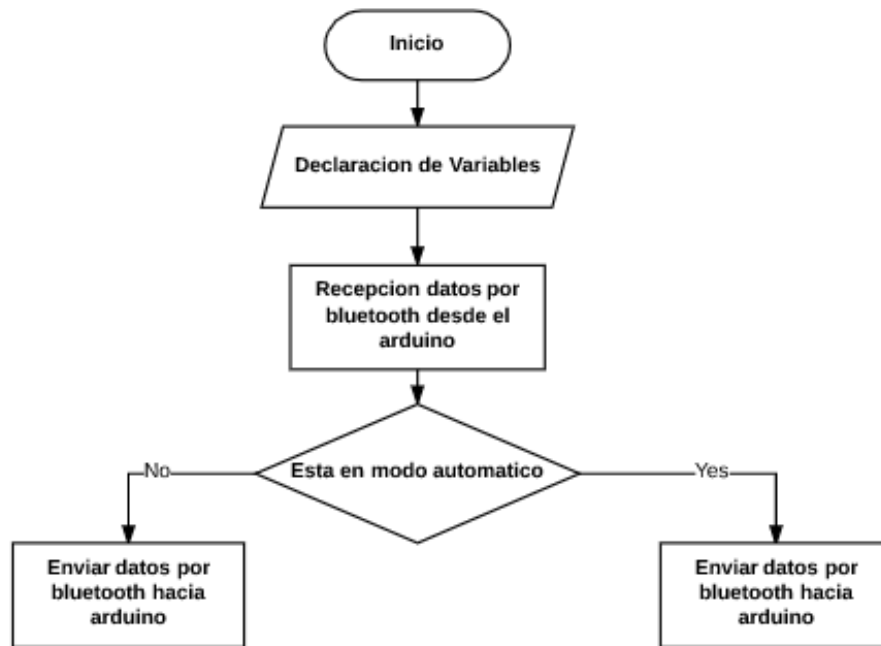 Inicio
Declaracion de Variables
Recepcion datos por
bluetooth desde el
arduino
Esta en modo automatico
No
Yes
Enviar datos por
bluetooth hacia
arduino
Enviar datos por
bluetooth hacia
arduino